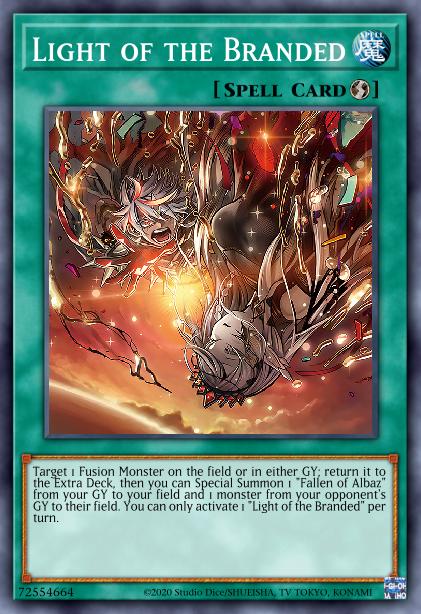 LIGHT OF THE BRANDED
SPELL
魔
[SPELL CARD]
Target 1 Fusion Monster on the field or in either GY; return it to
the Extra Deck, then you can Special Summon 1 "Fallen of Albaz"
from your GY to your field and 1 monster from your opponent's
GY to their field. You can only activate 1 "Light of the Branded" per
turn.
72554664
©2020 Studio Dice/SHUEISHA, TV TOKYO, KONAMI